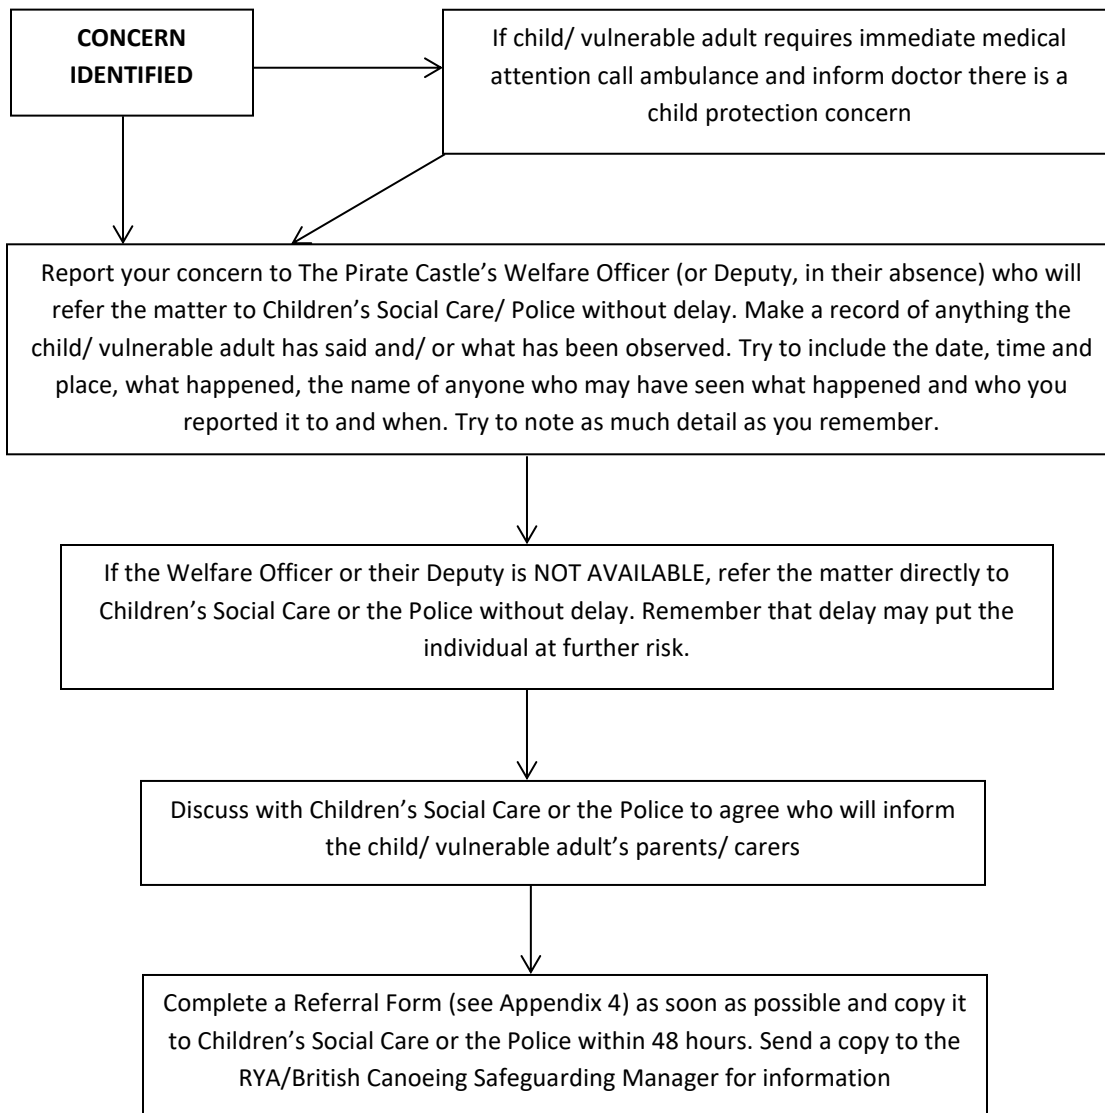 CONCERN
IDENTIFIED
If child/ vulnerable adult requires immediate medical
attention call ambulance and inform doctor there is a
child protection concern
Report your concern to The Pirate Castle’s Welfare Officer (or Deputy, in their absence) who will
refer the matter to Children’s Social Care/ Police without delay. Make a record of anything the
child/ vulnerable adult has said and/ or what has been observed. Try to include the date, time and
place, what happened, the name of anyone who may have seen what happened and who you
reported it to and when. Try to note as much detail as you remember.
If the Welfare Officer or their Deputy is NOT AVAILABLE, refer the matter directly to
Children’s Social Care or the Police without delay. Remember that delay may put the
individual at further risk.
Discuss with Children’s Social Care or the Police to agree who will inform
the child/ vulnerable adult’s parents/ carers
Complete a Referral Form (see Appendix 4) as soon as possible and copy it
to Children’s Social Care or the Police within 48 hours. Send a copy to the
RYA/British Canoeing Safeguarding Manager for information